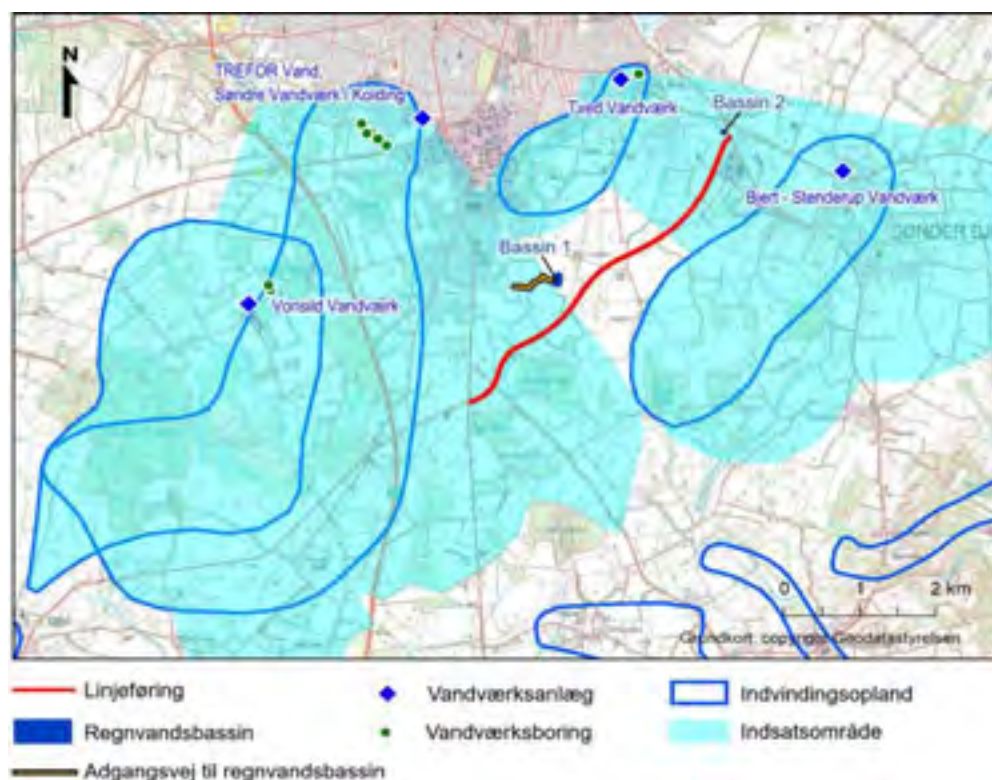 N
TREFOR Vand,
Søndre Vandværk i Kolding
Tved Vandværk
Bassin 2
Bjert - Stenderup Vandværk
SØNDER BJ
Bassin 1
Vonsild Vandværk
0 1 2 km
Grundkort: copyright Geodatastyrelsen
Linjeføring
Vandværksanlæg
Indvindingsopland
Regnvandsbassin
Vandværksboring
Indsatsområde
Adgangsvej til regnvandsbassin